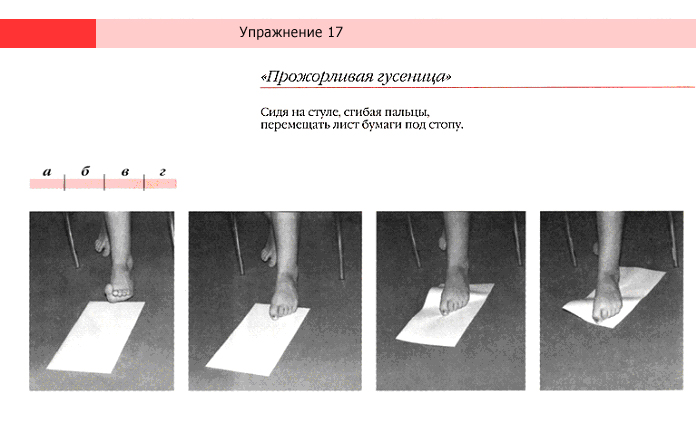 Упражнение 17
«Прожорливая гусеница»
Сидя на стуле, сгибая пальцы,
перемещать лист бумаги под стопу.
а б в г